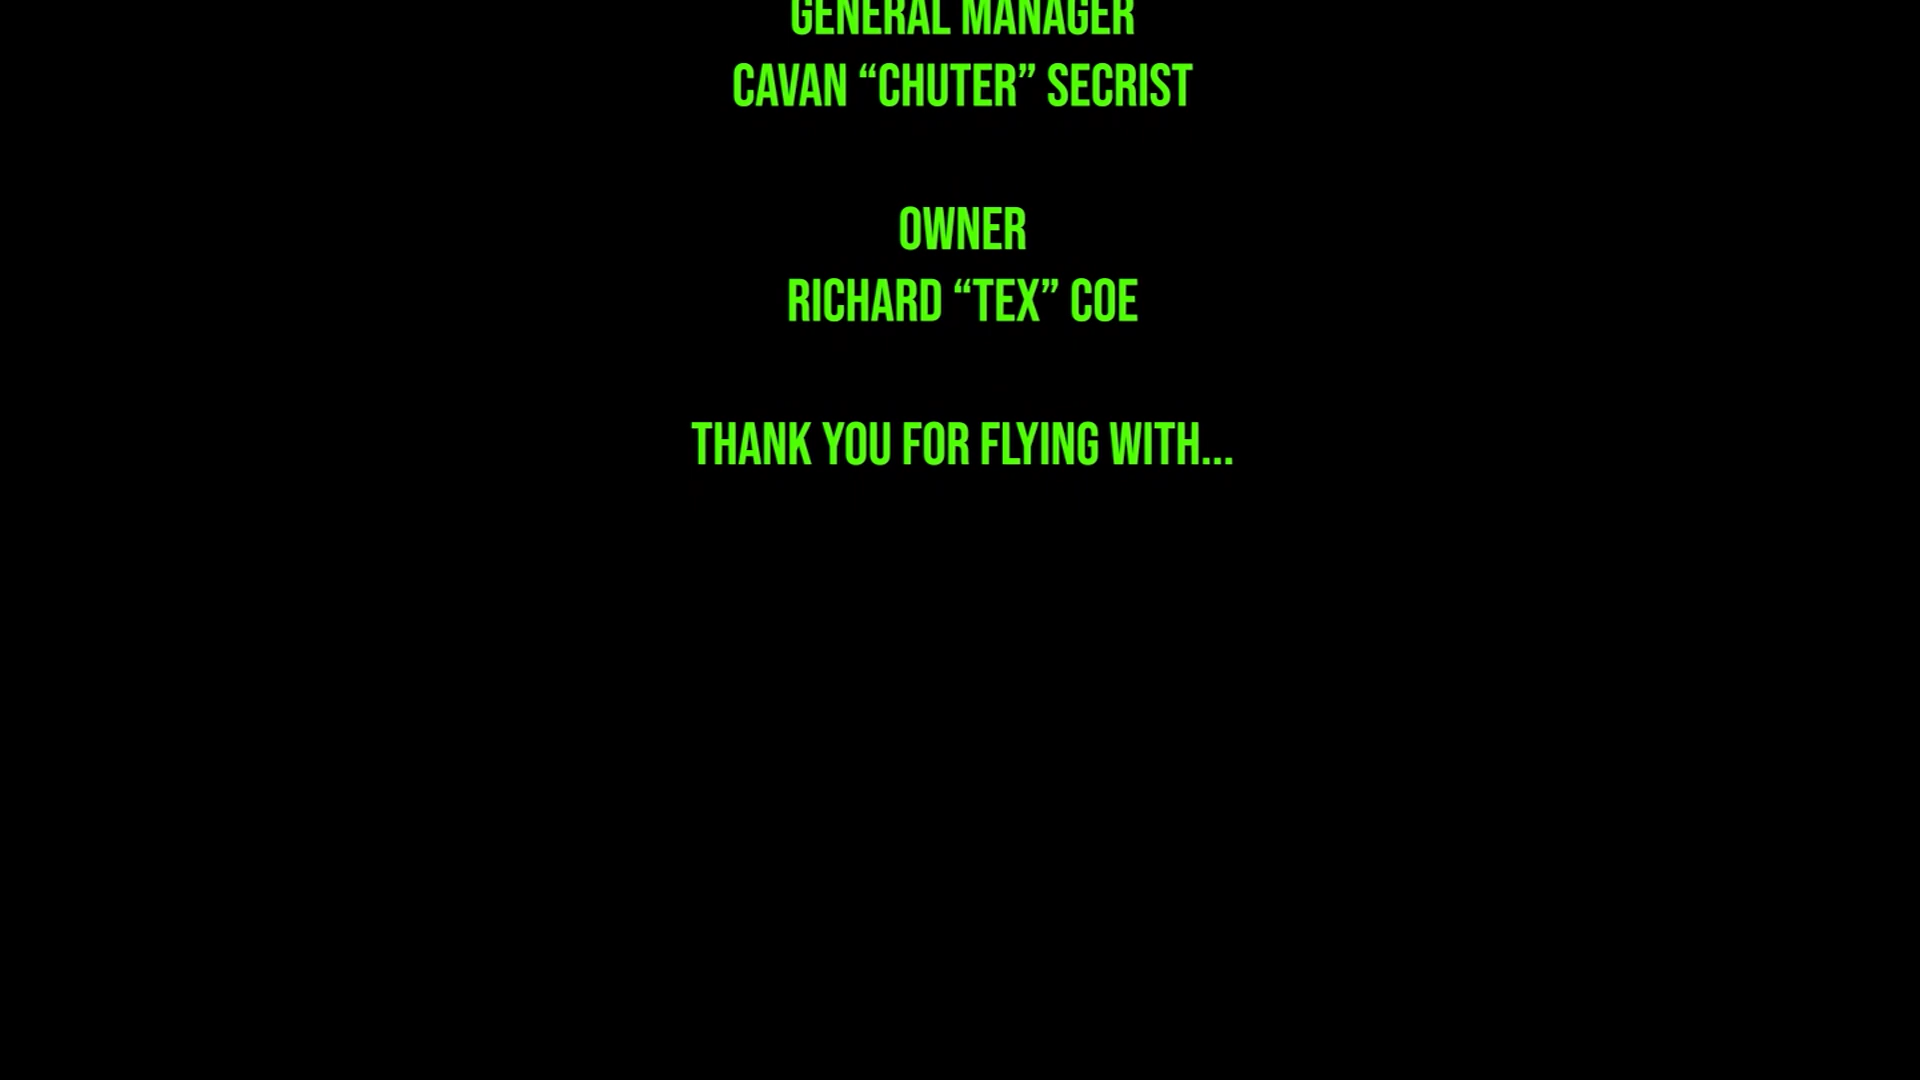 GENERAL MANAGER
CAVAN “CHUTER” SECRIST
OWNER
RICHARD “TEX” COE
THANK YOU FOR FLYING WITH...